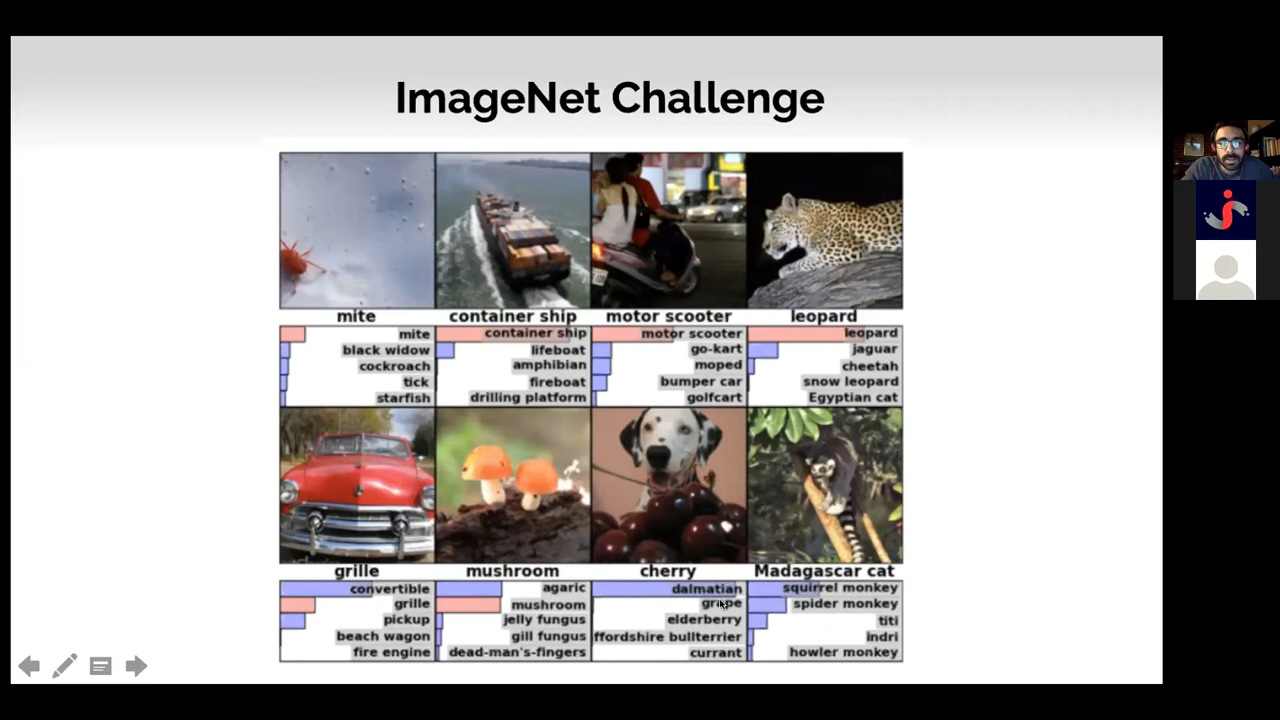 ImageNet Challenge
mite container ship motor scooter leopard
mite
black widow
cockroach
tick
starfish
container ship
lifeboat
amphibian
fireboat
drilling platform
motor scooter
go-kart
moped
bumper car
golfcart
leopard
jaguar
cheetah
snow leopard
Egyptian cat
grille mushroom cherry Madagascar cat
convertible
grille
pickup
beach wagon
fire engine
agaric
mushroom
jelly fungus
gill fungus
dead-man's-fingers
dalmatian
grape
elderberry
ffordshire bullterrier
currant
squirrel monkey
spider monkey
titi
indri
howler monkey